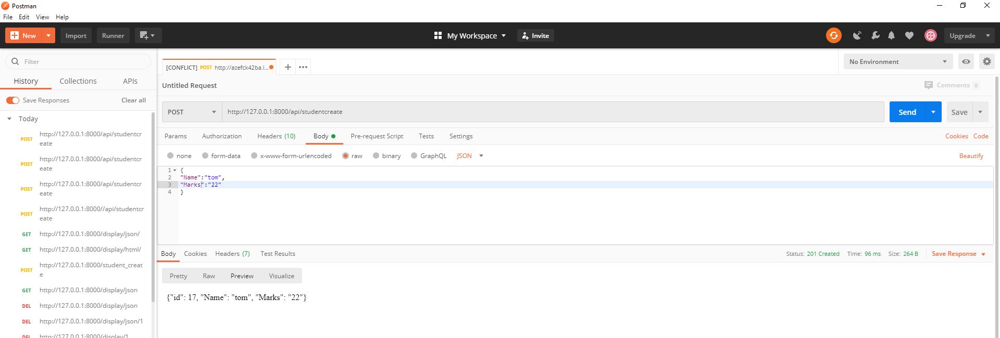 Postman
File Edit View Help
New Import Runner My Workspace Invite Upgrade
Filter
History Collections APIs
Save Responses Clear all
Today
POST http://127.0.0.1:8000/api/studentcr
eate
POST http://127.0.0.1:8000/api/studentcr
eate
POST http://127.0.0.1:8000/api/studentcr
eate
POST http://127.0.0.1:8000//api/studentcr
eate
GET http://127.0.0.1:8000/display/json/
GET http://127.0.0.1:8000/display/html/
POST http://127.0.0.1:8000/student_creat
e
GET http://127.0.0.1:8000/display/json
DEL http://127.0.0.1:8000/display/json
DEL http://127.0.0.1:8000/display/json/1
DEL http://127.0.0.1:8000/display/1
[CONFLICT] POST http://azefck42ba.l...
No Environment
Untitled Request Comments 0
POST http://127.0.0.1:8000/api/studentcreate Send Save
Params Authorization Headers (10) Body Pre-request Script Tests Settings Cookies Code
none form-data x-www-form-urlencoded raw binary GraphQL JSON Beautify
1 {
2 "Name":"tom",
3 "Marks":"22"
4 }
Body Cookies Headers (7) Test Results Status: 201 Created Time: 96 ms Size: 264 B Save Response
Pretty Raw Preview Visualize
{"id": 17, "Name": "tom", "Marks": "22"}